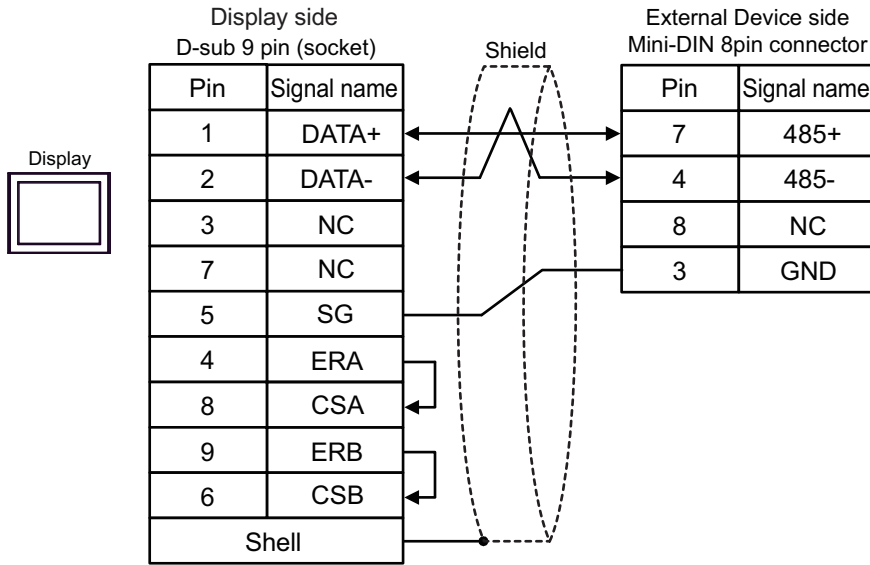 Display side
D-sub 9 pin (socket)
Shield
External Device side
Mini-DIN 8pin connector
Display
Pin Signal name
1 DATA+
2 DATA-
3 NC
7 NC
5 SG
4 ERA
8 CSA
9 ERB
6 CSB
Shell
Pin Signal name
7 485+
4 485-
8 NC
3 GND